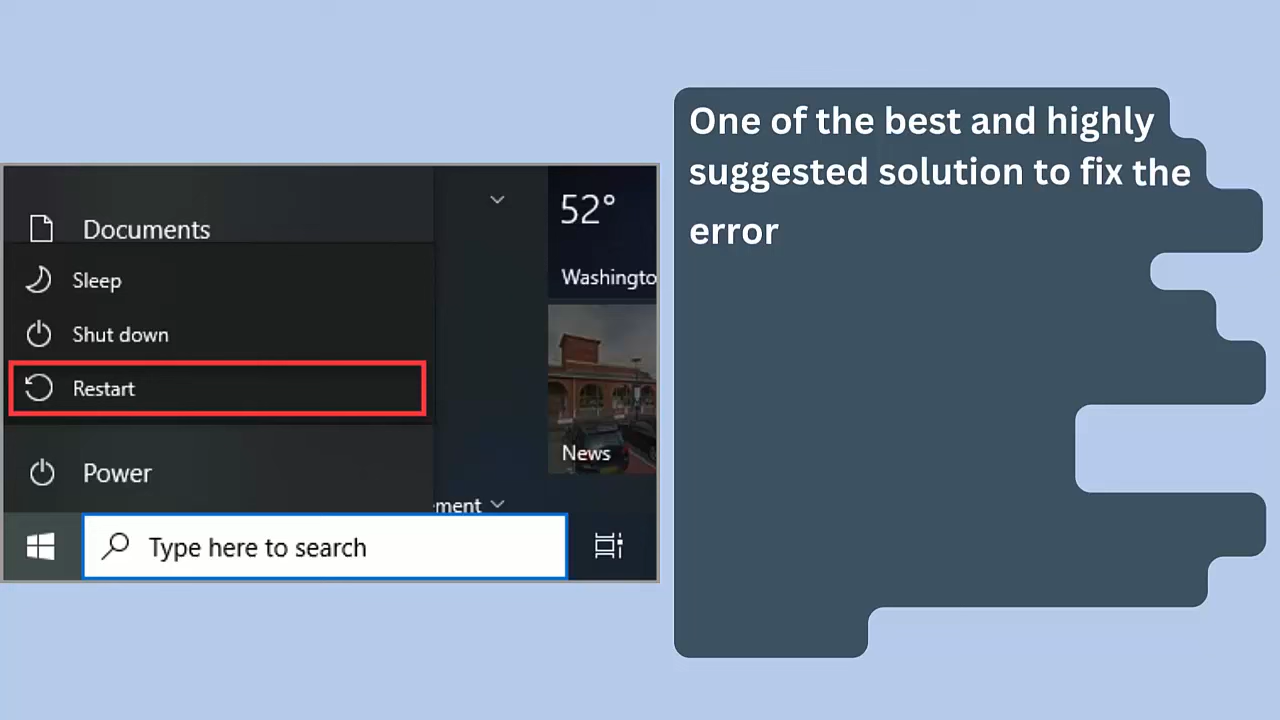 Documents
Sleep
Shut down
Restart
Power
ment
Type here to search
52°
Washingto
News
One of the best and highly
suggested solution to fix the
error